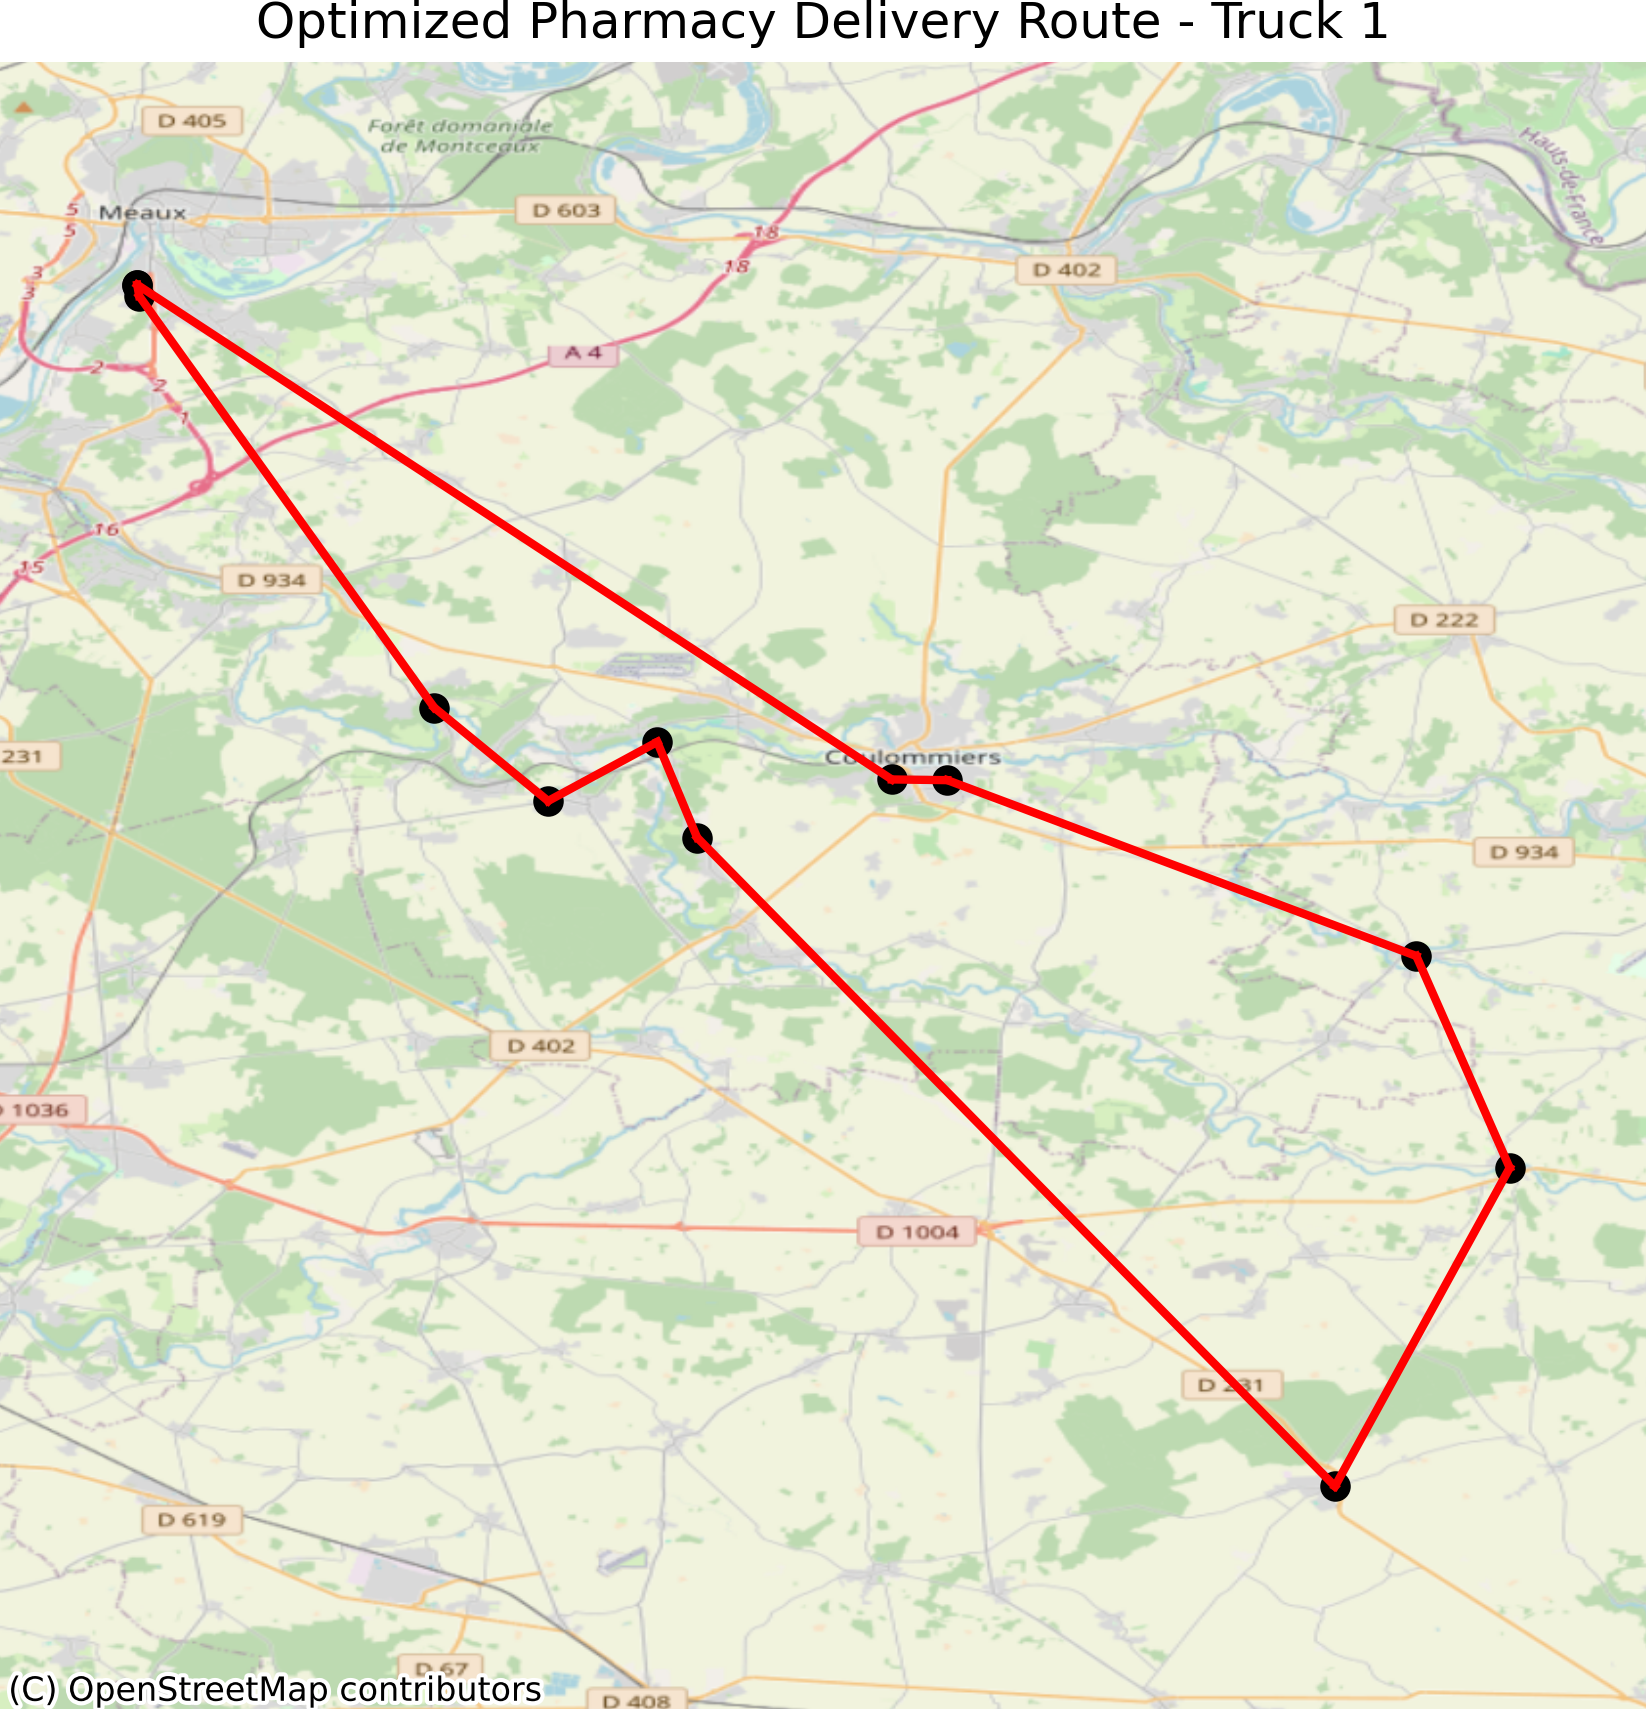 Optimized Pharmacy Delivery Route - Truck 1
D 405
Forêt domaniale
de Montceaux
Hauts-de-France
5
5
Meaux
D 603
18
18
D 402
3
3
A 4
2
2
1
16
15
D 934
D 222
231
Coulommiers
D 934
D 402
D 1036
D 1004
D 231
D 619
D 67
D 408
(C) OpenStreetMap contributors